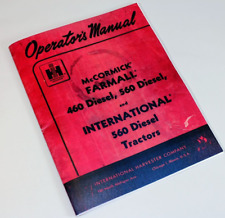 Operator's Manual
McCORMICK
FARMALL
460 Diesel, 560 Diesel,
and
INTERNATIONAL
560 Diesel
Tractors
INTERNATIONAL HARVESTER COMPANY